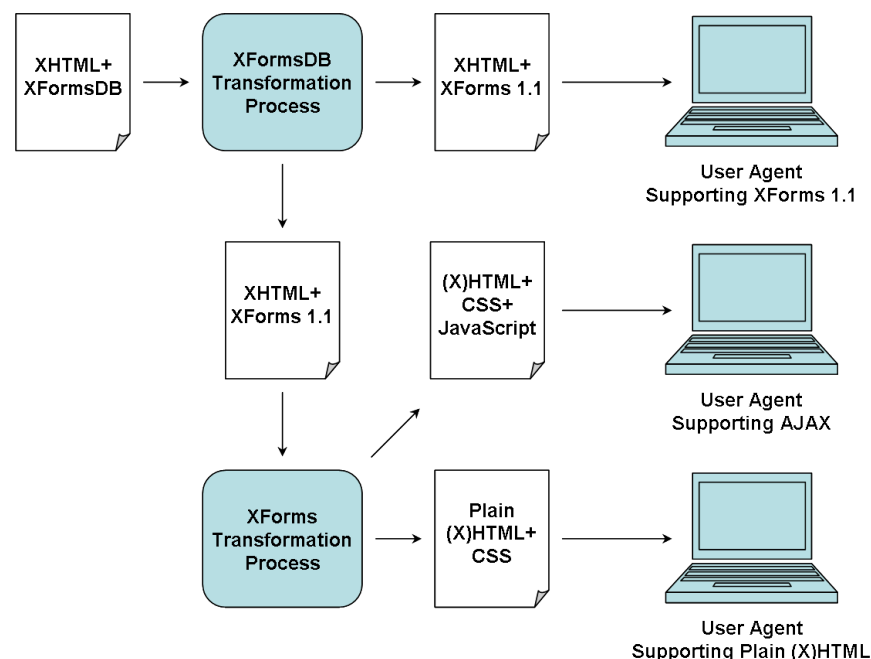 XHTML+
XFormsDB
XFormsDB
Transformation
Process
XHTML+
XForms 1.1
User Agent
Supporting XForms 1.1
XHTML+
XForms 1.1
(X)HTML+
CSS+
JavaScript
User Agent
Supporting AJAX
XForms
Transformation
Process
Plain
(X)HTML+
CSS
User Agent
Supporting Plain (X)HTML